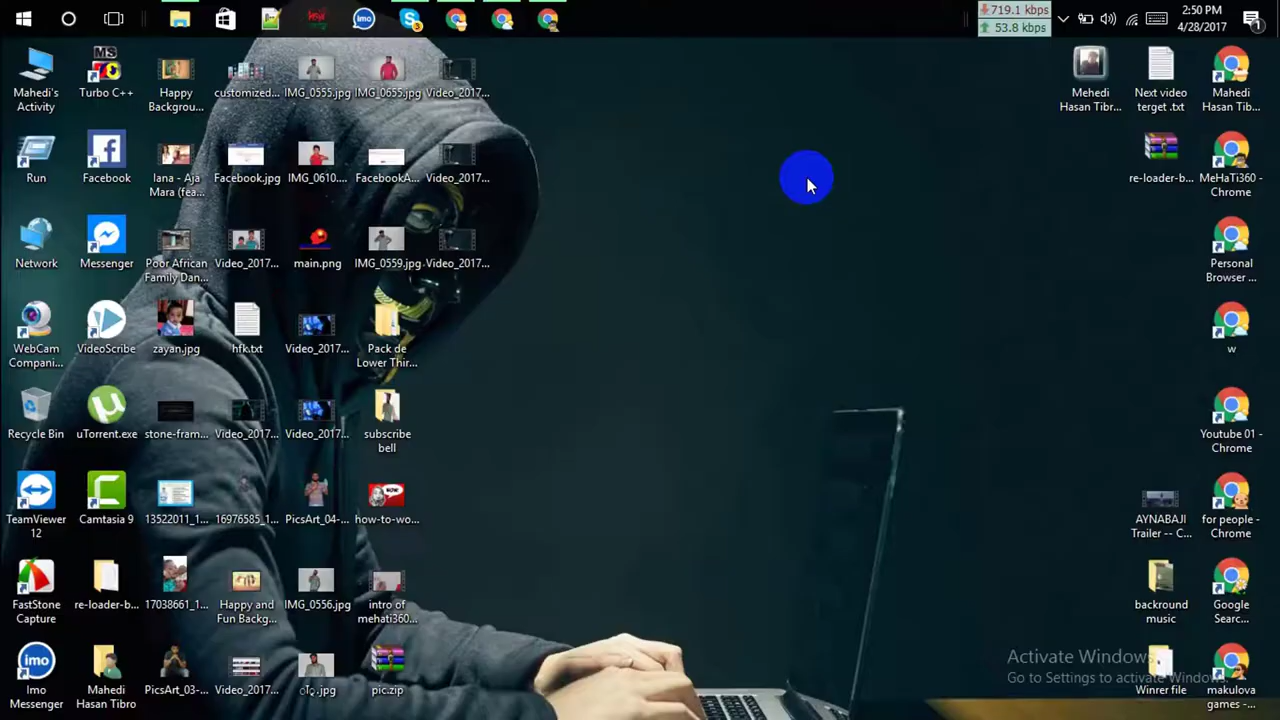 719.1 kbps
53.8 kbps
2:50 PM
4/28/2017
3
1
Mahedi's
Activity
MS
Turbo C++
Happy
Backgrou...
customized...
IMG_0555.jpg
IMG_0655.jpg
Video_2017...
Mehedi
Hasan Tibr...
Next video
terget .txt
Mahedi
Hasan Tib...
Run
Facebook
lana - Aja
Mara (fea...
Facebook.jpg
IMG_0610....
FacebookA...
Video_2017...
re-loader-b...
MeHaTi360 -
Chrome
Network
Messenger
Poor African
Family Dan...
Video_2017...
main.png
IMG_0559.jpg
Video_2017...
Personal
Browser ...
WebCam
Compani...
VideoScribe
zayan.jpg
hfk.txt
Video_2017...
Pack de
Lower Thir...
w
Recycle Bin
uTorrent.exe
stone-fram...
Video_2017...
Video_2017...
subscribe
bell
Youtube 01 -
Chrome
TeamViewer
12
Camtasia 9
13522011_1...
16976585_1...
PicsArt_04-...
how-to-wo...
AYNABAJI
Trailer -- C...
for people -
Chrome
FastStone
Capture
re-loader-b...
17038661_1...
Happy and
Fun Backg...
IMG_0556.jpg
intro of
mehati360...
backround
music
Google
Searc...
imo
Imo
Messenger
Mahedi
Hasan Tibro
PicsArt_03-...
Video_2017...
pic.zip
Activate Windows
Go to Settings to activate Windows.
Winrer file
makulova
games -...